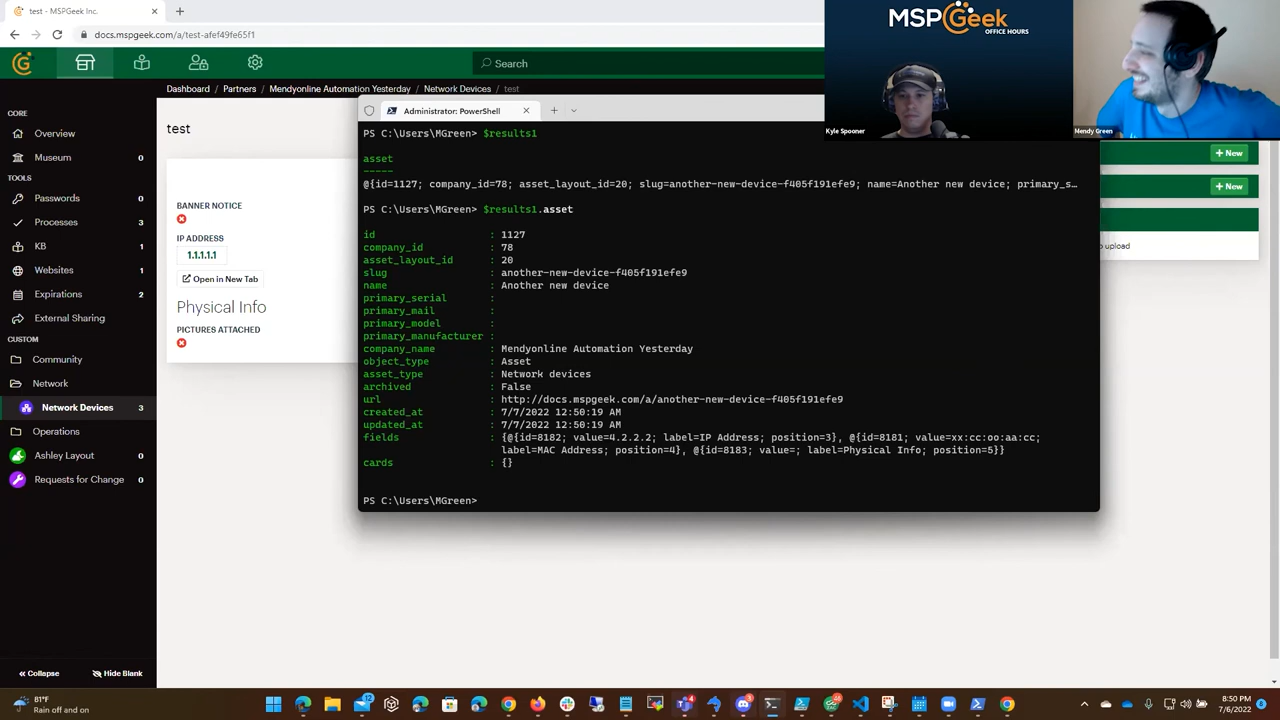 test - MSPGeek Inc.
docs.mspgeek.com/a/test-afef49fe65f1
Search
Dashboard / Partners / Mendyonline Automation Yesterday / Network Devices / test
MSPGeek
OFFICE HOURS
Kyle Spooner
Mendy Green
CORE
Overview
Museum 0
TOOLS
Passwords 0
Processes 3
KB 1
Websites 1
Expirations 2
External Sharing
CUSTOM
Community
Network
Network Devices 3
Operations
Ashley Layout 0
Requests for Change 0
Collapse
Hide Blank
test
BANNER NOTICE
IP ADDRESS
1.1.1.1.1
Open in New Tab
Physical Info
PICTURES ATTACHED
+ New
+ New
o upload
Administrator: PowerShell
PS C:\Users\MGreen> $results1
asset
-----
@{id=1127; company_id=78; asset_layout_id=20; slug=another-new-device-f405f191efe9; name=Another new device; primary_s…
PS C:\Users\MGreen> $results1.asset
id : 1127
company_id : 78
asset_layout_id : 20
slug : another-new-device-f405f191efe9
name : Another new device
primary_serial :
primary_mail :
primary_model :
primary_manufacturer :
company_name : Mendyonline Automation Yesterday
object_type : Asset
asset_type : Network devices
archived : False
url : http://docs.mspgeek.com/a/another-new-device-f405f191efe9
created_at : 7/7/2022 12:50:19 AM
updated_at : 7/7/2022 12:50:19 AM
fields : {@{id=8182; value=4.2.2.2; label=IP Address; position=3}, @{id=8181; value=xx:cc:oo:aa:cc;
label=MAC Address; position=4}, @{id=8183; value=; label=Physical Info; position=5}}
cards : {}
PS C:\Users\MGreen>
81°F
Rain off and on
8:50 PM
7/6/2022